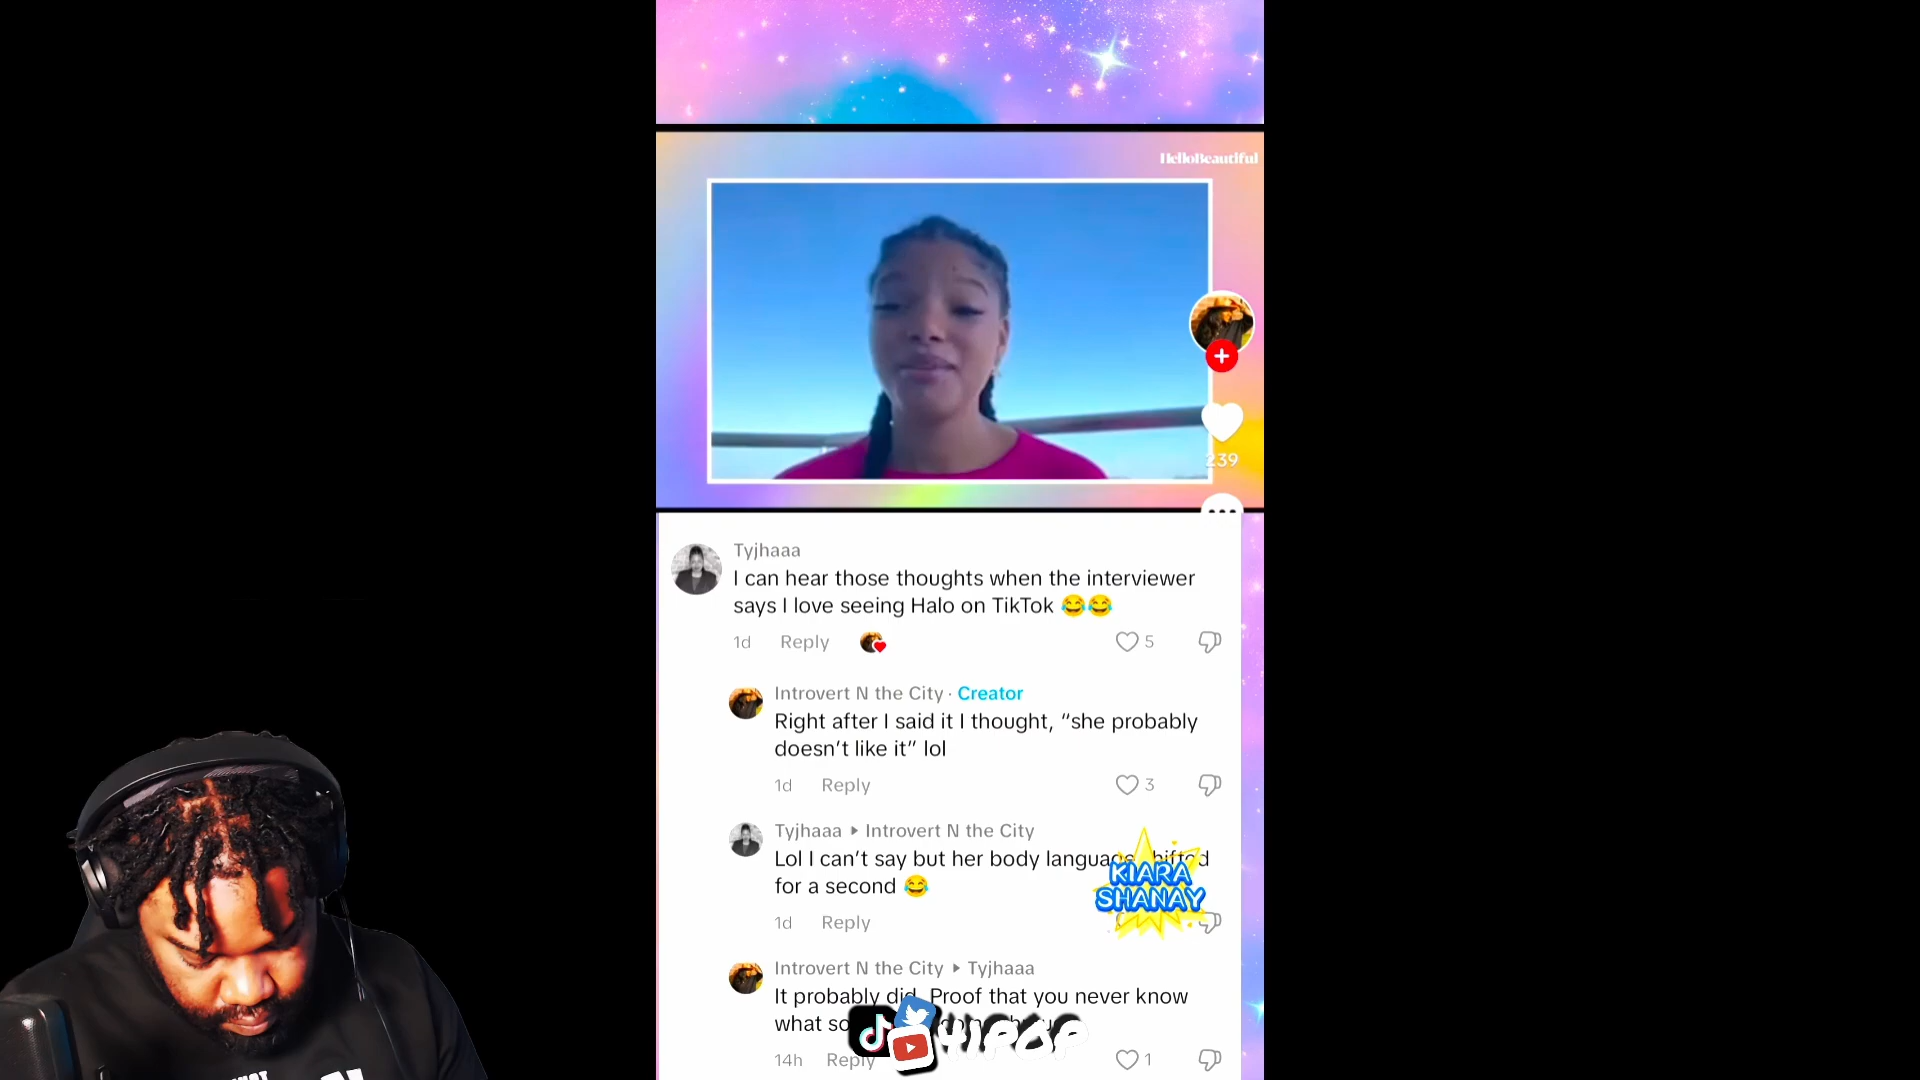 HelloBeautiful
239
Tyjhaaa
I can hear those thoughts when the interviewer
says I love seeing Halo on TikTok 😂😂
1d Reply 5
Introvert N the City · Creator
Right after I said it I thought, “she probably
doesn’t like it” lol
1d Reply 3
Tyjhaaa ▸ Introvert N the City
Lol I can’t say but her body language shifted
for a second 😂
KIARA
SHANAY
1d Reply
Introvert N the City ▸ Tyjhaaa
It probably did. Proof that you never know
what
14h Reply 1